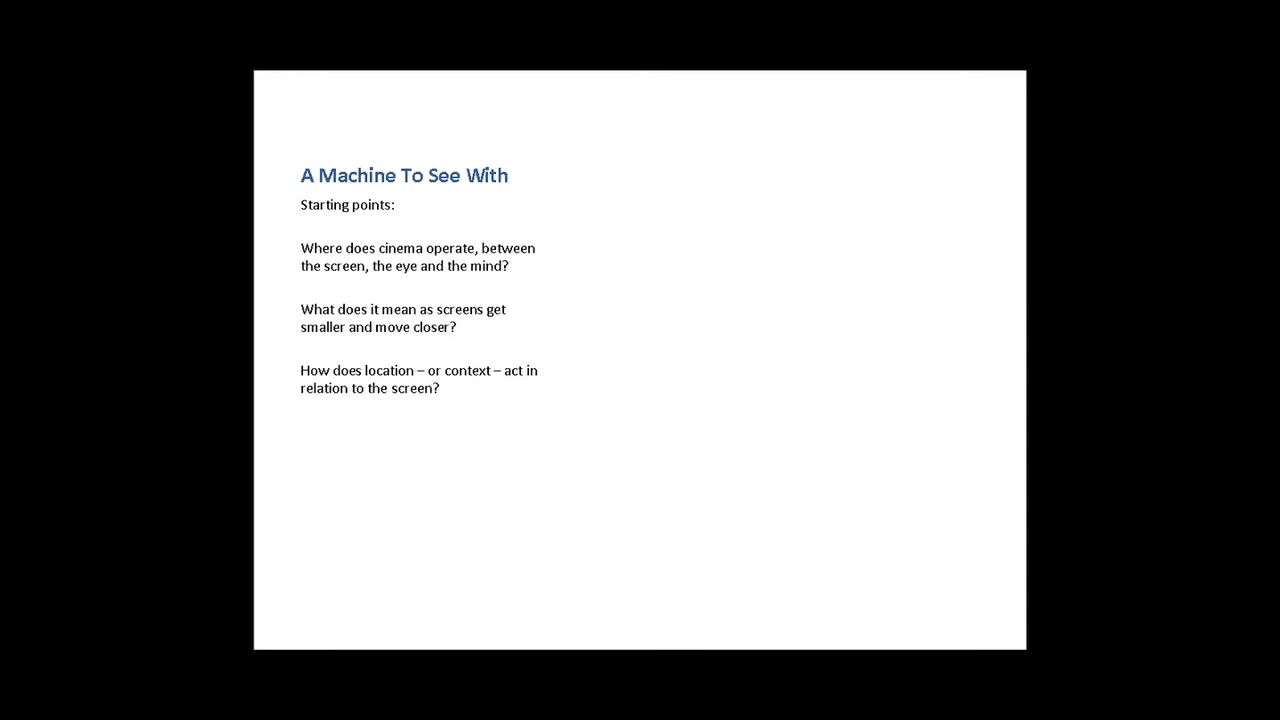 A Machine To See With
Starting points:
Where does cinema operate, between
the screen, the eye and the mind?
What does it mean as screens get
smaller and move closer?
How does location – or context – act in
relation to the screen?